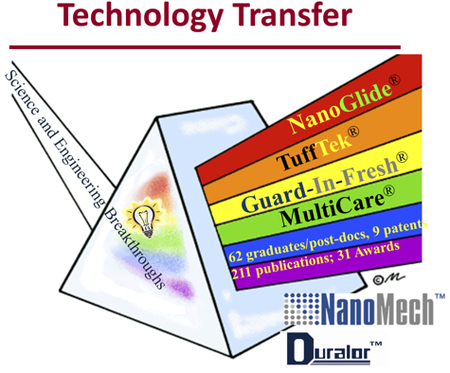 Technology Transfer
Science and Engineering Breakthroughs
NanoGlide®
TuffTek®
Guard-In-Fresh®
MultiCare®
62 graduates/post-docs, 9 patent,
211 publications; 31 Awards
©M
NanoMech™
Duralor™